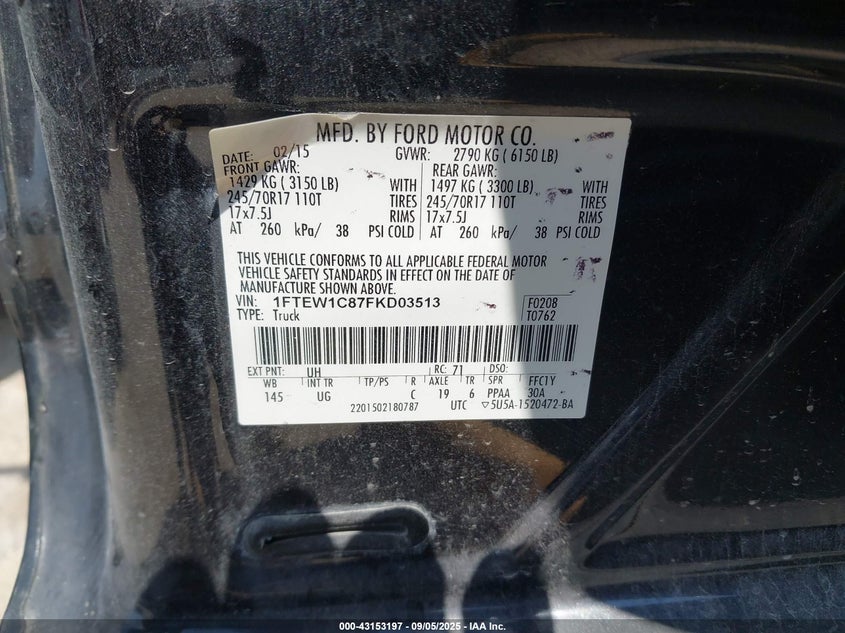 MFD. BY FORD MOTOR CO.
DATE: 02/15 GVWR: 2790 KG ( 6150 LB)
FRONT GAWR: REAR GAWR:
1429 KG ( 3150 LB) WITH 1497 KG ( 3300 LB) WITH
245/70R17 110T TIRES 245/70R17 110T TIRES
17x7.5J RIMS 17x7.5J RIMS
AT 260 kPa/ 38 PSI COLD AT 260 kPa/ 38 PSI COLD
THIS VEHICLE CONFORMS TO ALL APPLICABLE FEDERAL MOTOR
VEHICLE SAFETY STANDARDS IN EFFECT ON THE DATE OF
MANUFACTURE SHOWN ABOVE.
VIN: 1FTEW1C87FKD03513 F0208
TYPE: Truck T0762
EXT PNT: UH RC: 71 DSO:
WB INT TR TP/PS R AXLE TR SPR FFC1Y
145 UG C 19 6 PPAA 30A
2201502180787 UTC ▽5U5A-1520472-BA
000-43153197 - 09/05/2025 - IAA Inc.